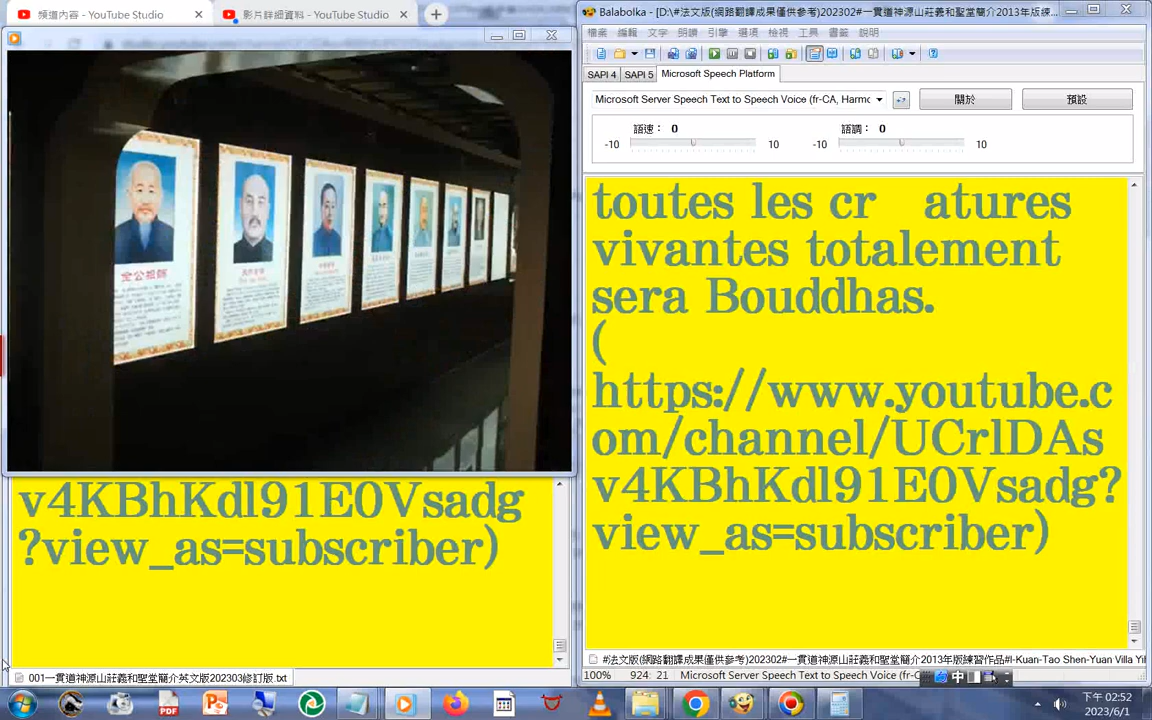 頻道內容 - YouTube Studio
影片詳細資料 - YouTube Studio
全公祖師
v4KBhKdl91E0Vsadg
?view_as=subscriber)
001一貫道神源山莊義和聖堂簡介英文版202303修訂版.txt
Balabolka - [D:\#法文版(網路翻譯成果僅供參考)202302#一貫道神源山莊義和聖堂簡介2013年版練...
檔案 編輯 文字 朗讀 引擎 選項 檢視 工具 書籤 說明
SAPI 4 SAPI 5 Microsoft Speech Platform
Microsoft Server Speech Text to Speech Voice (fr-CA, Harmo
關於
預設
語速： 0
語調： 0
-10 10 -10 10
toutes les cr atures
vivantes totalement
sera Bouddhas.
(
https://www.youtube.c
om/channel/UCrlDAs
v4KBhKdl91E0Vsadg?
view_as=subscriber)
#法文版(網路翻譯成果僅供參考)202302#一貫道神源山莊義和聖堂簡介2013年版練習作品#I-Kuan-Tao Shen-Yuan Villa Yih
100% 924: 21 Microsoft Server Speech Text to Speech Voice (fr-C
中
下午 02:52
2023/6/1